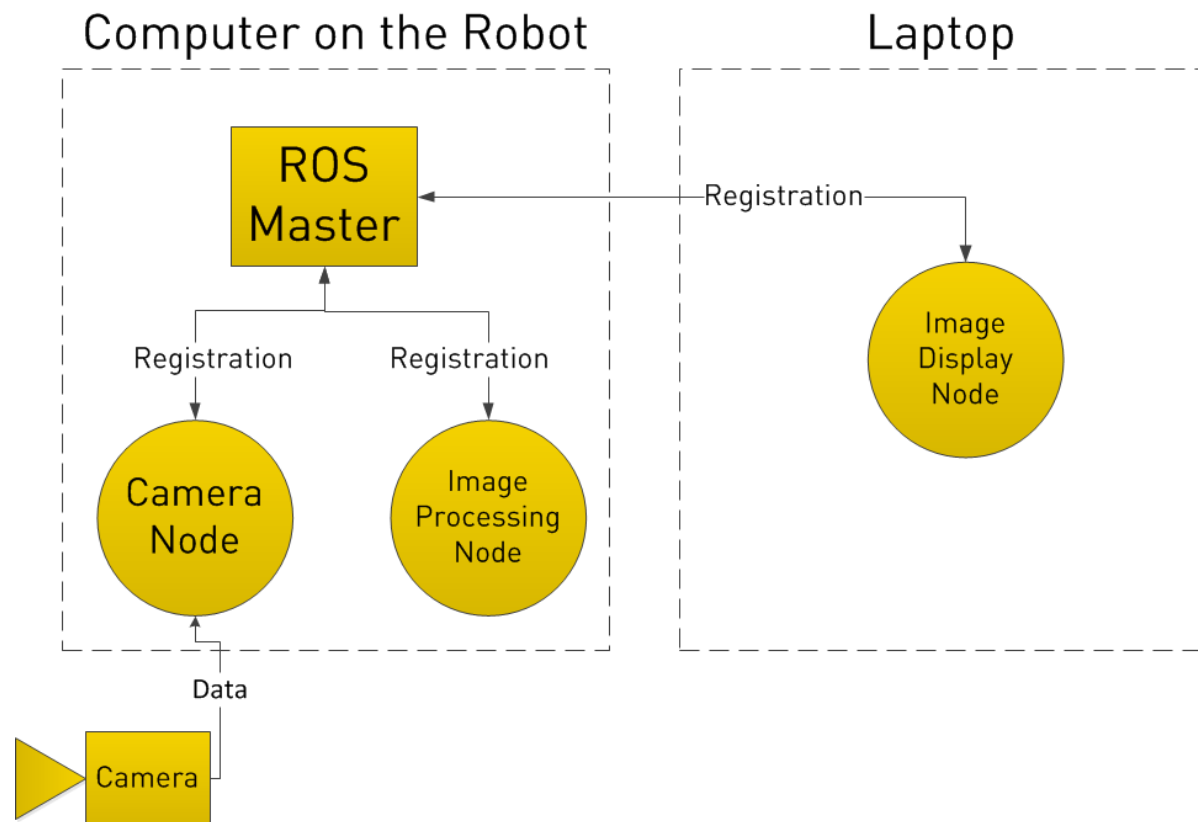 Computer on the Robot
Laptop
ROS
Master
Registration
Registration
Registration
Image
Display
Node
Camera
Node
Image
Processing
Node
Data
Camera